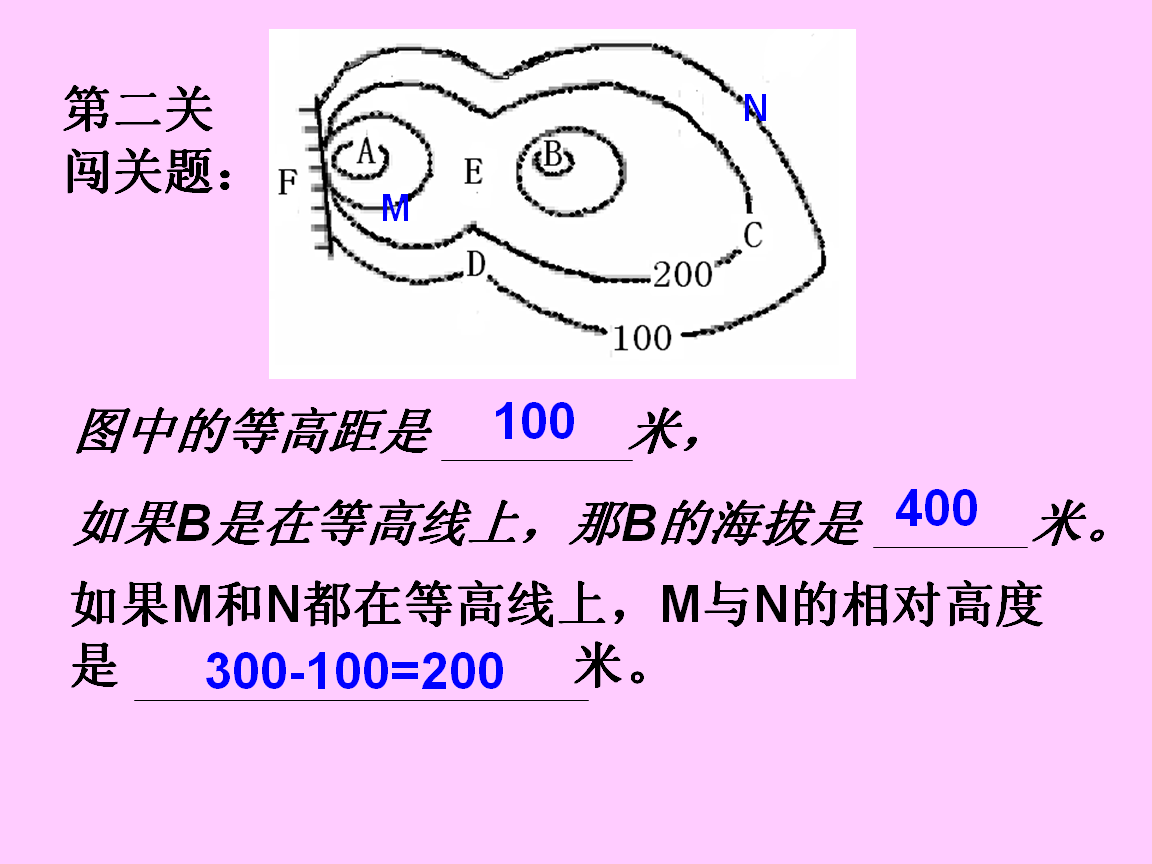 第二关
闯关题：
N
A
B
E
F
M
C
D
200
100
图中的等高距是 100 米，
如果B是在等高线上，那B的海拔是 400 米。
如果M和N都在等高线上，M与N的相对高度
是 300-100=200 米。